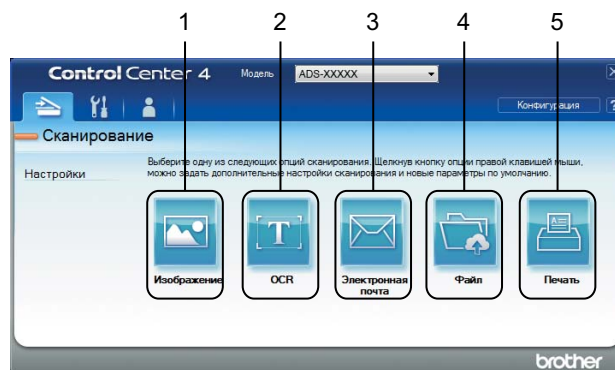 1 2 3 4 5
Control Center 4 Модель ADS-XXXXX
Конфигурация ?
Сканирование
Настройки
Выберите одну из следующих опций сканирования. Щелкнув кнопку опции правой клавишей мыши,
можно задать дополнительные настройки сканирования и новые параметры по умолчанию.
T
Изображение OCR Электронная почта Файл Печать
brother